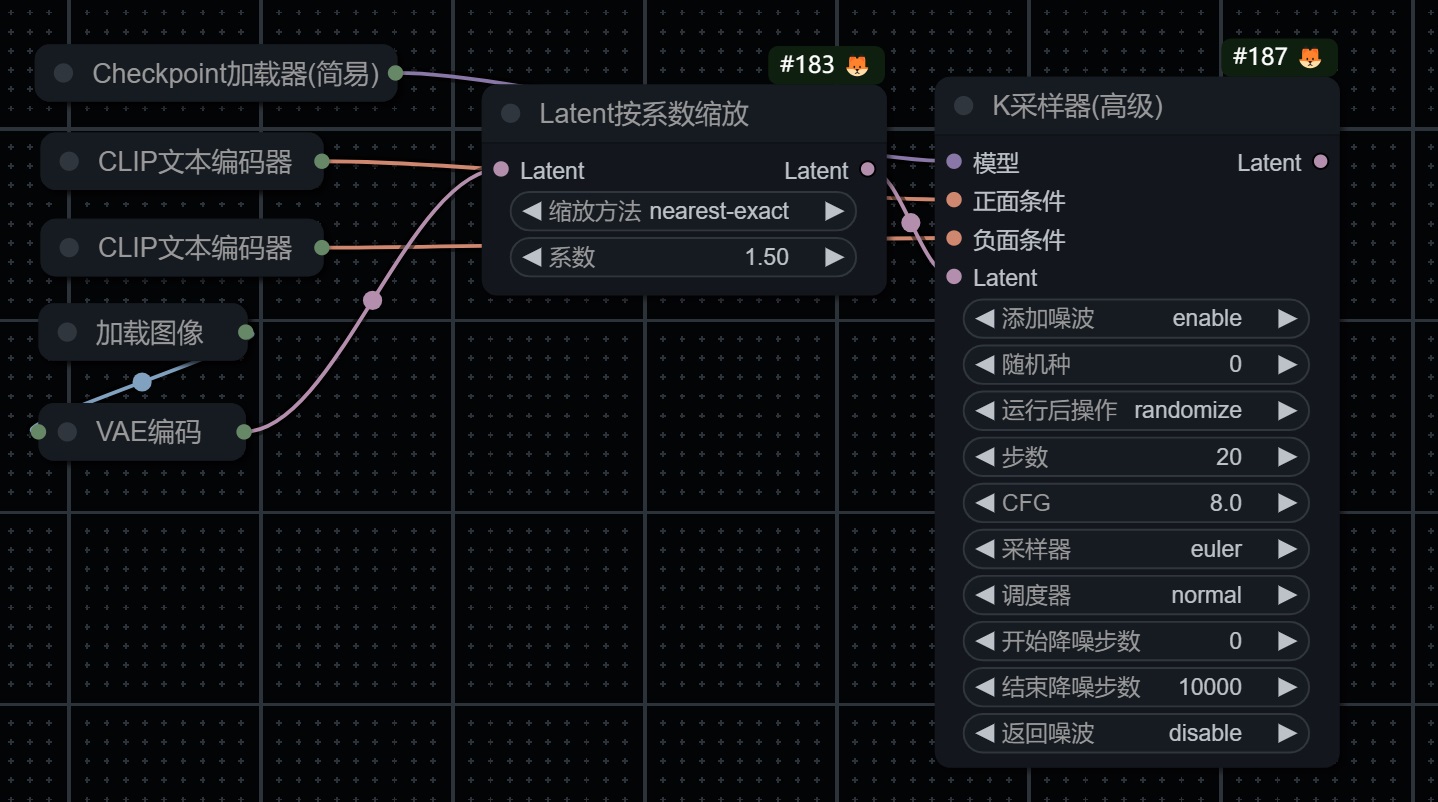 Checkpoint加载器(简易)
CLIP文本编码器
CLIP文本编码器
加载图像
VAE编码
#183
Latent按系数缩放
Latent Latent
缩放方法 nearest-exact
系数 1.50
#187
K采样器(高级)
模型 Latent
正面条件
负面条件
Latent
添加噪波 enable
随机种 0
运行后操作 randomize
步数 20
CFG 8.0
采样器 euler
调度器 normal
开始降噪步数 0
结束降噪步数 10000
返回噪波 disable